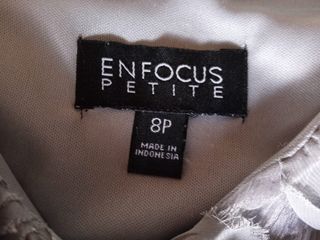 ENFOCUS
PETITE
8P
MADE IN
INDONESIA